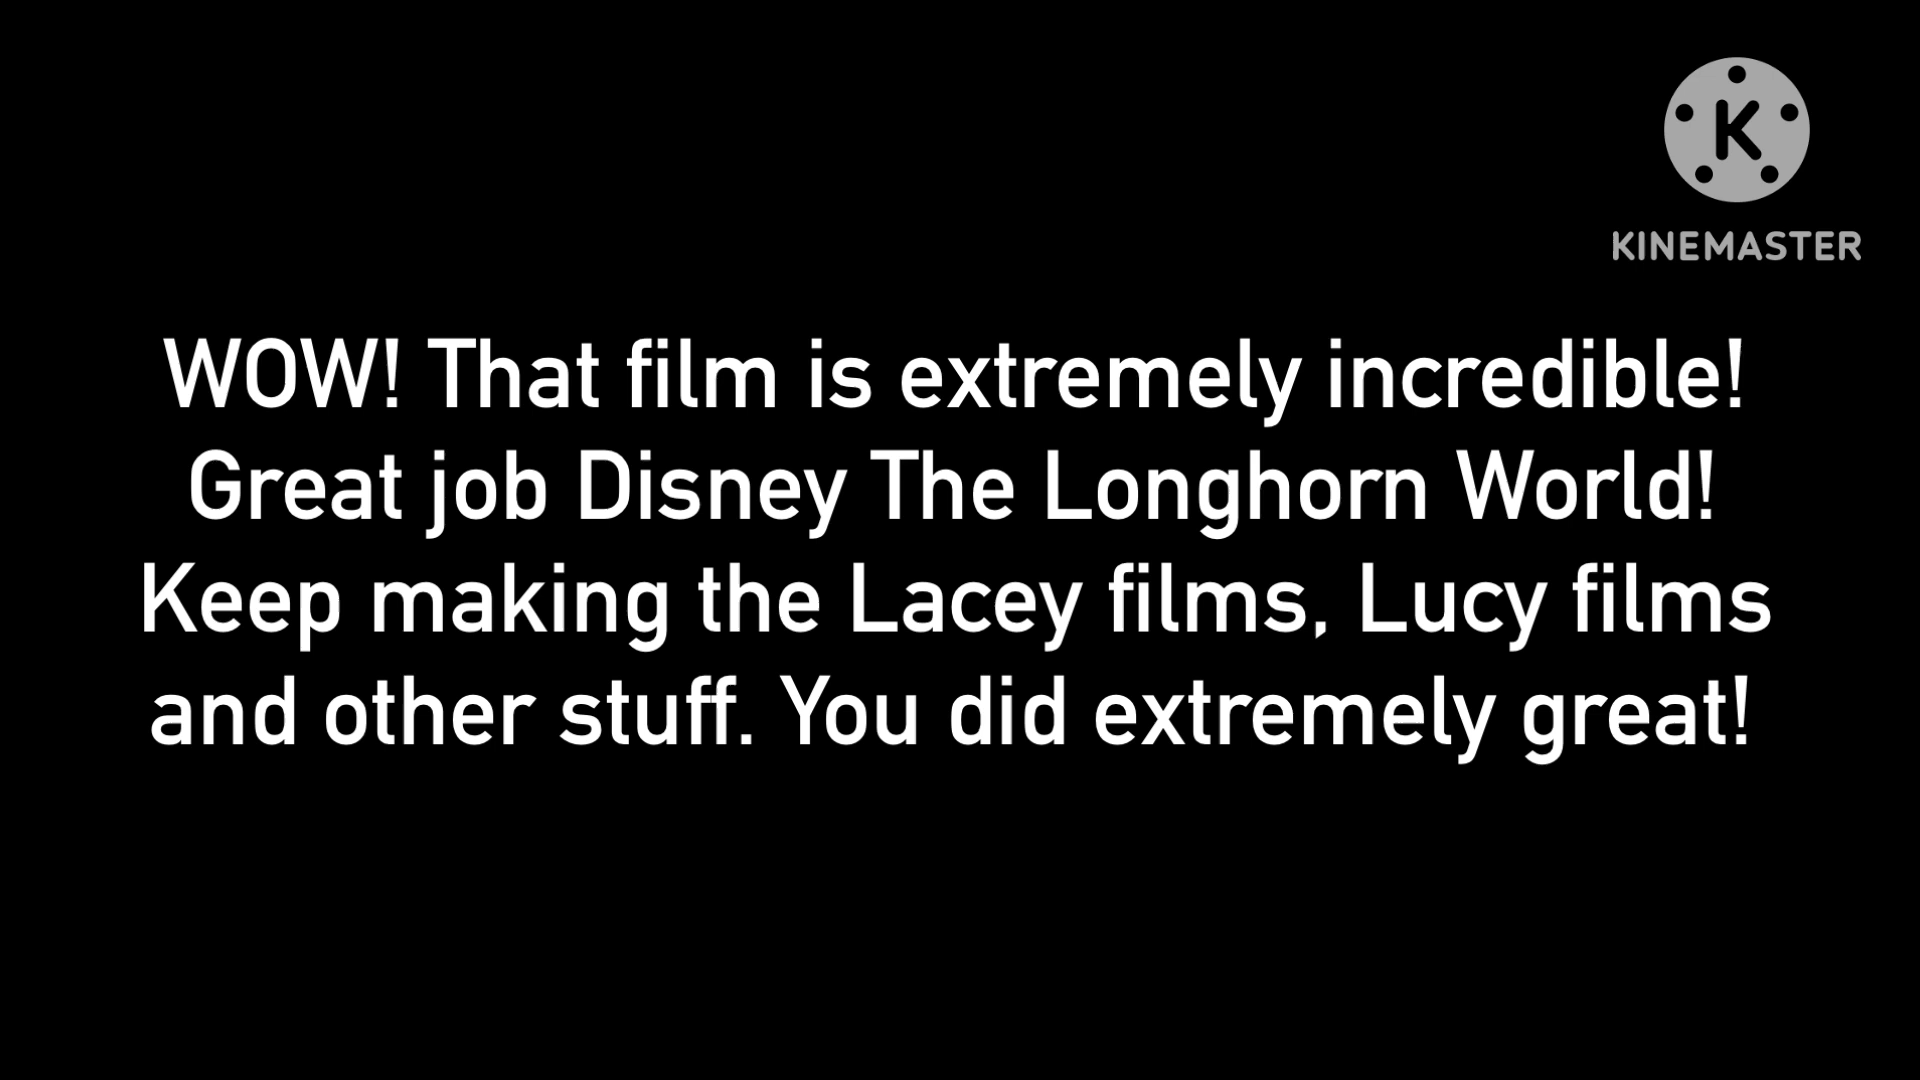 K
KINEMASTER
WOW! That film is extremely incredible!
Great job Disney The Longhorn World!
Keep making the Lacey films, Lucy films
and other stuff. You did extremely great!